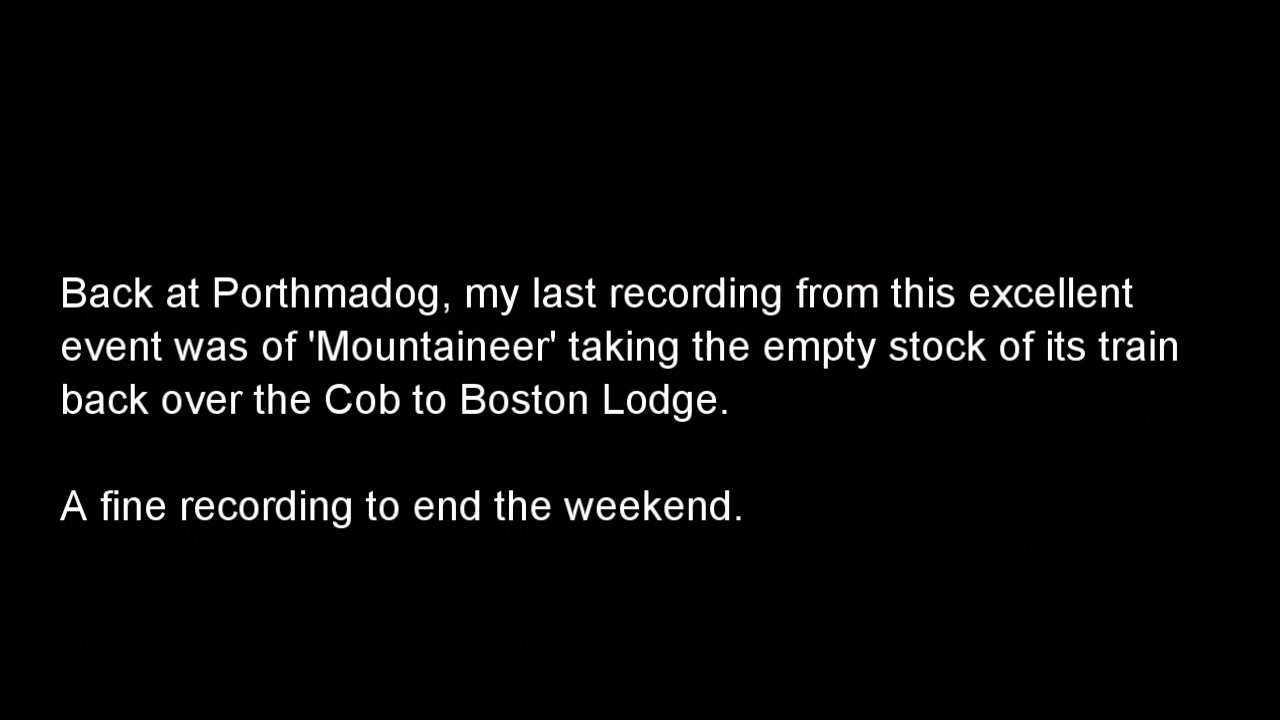 Back at Porthmadog, my last recording from this excellent
event was of 'Mountaineer' taking the empty stock of its train
back over the Cob to Boston Lodge.
A fine recording to end the weekend.